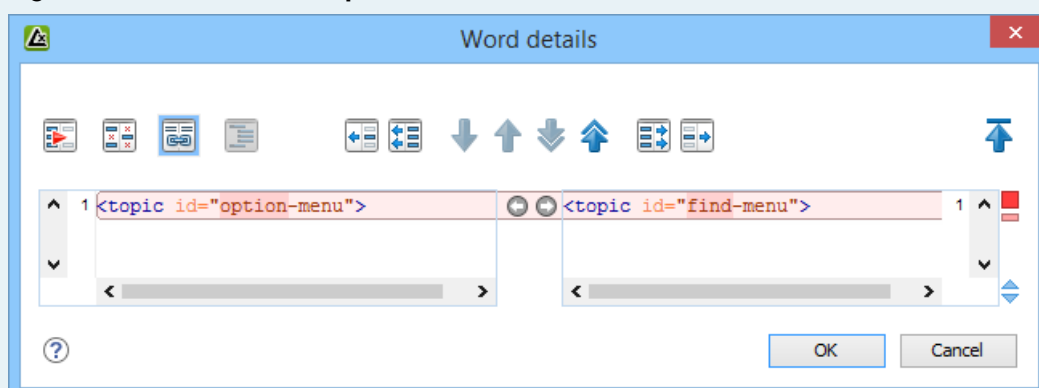 Word details
1 <topic id="option-menu">
<topic id="find-menu"> 1
OK
Cancel